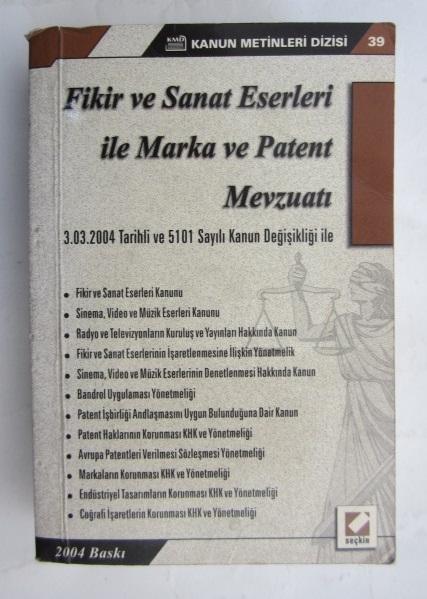 KMD KANUN METİNLERİ DİZİSİ 39
Fikir ve Sanat Eserleri
ile Marka ve Patent
Mevzuatı
3.03.2004 Tarihli ve 5101 Sayılı Kanun Değişikliği ile
• Fikir ve Sanat Eserleri Kanunu
• Sinema, Video ve Müzik Eserleri Kanunu
• Radyo ve Televizyonların Kuruluş ve Yayınları Hakkında Kanun
• Fikir ve Sanat Eserlerinin İşaretlenmesine İlişkin Yönetmelik
• Sinema, Video ve Müzik Eserlerinin Denetlenmesi Hakkında Kanun
• Bandrol Uygulaması Yönetmeliği
• Patent İşbirliği Andlaşmasını Uygun Bulunduğuna Dair Kanun
• Patent Haklarının Korunması KHK ve Yönetmeliği
• Avrupa Patentleri Verilmesi Sözleşmesi Yönetmeliği
• Markaların Korunması KHK ve Yönetmeliği
• Endüstriyel Tasarımların Korunması KHK ve Yönetmeliği
• Coğrafi İşaretlerin Korunması KHK ve Yönetmeliği
seçkin
2004 Baskı